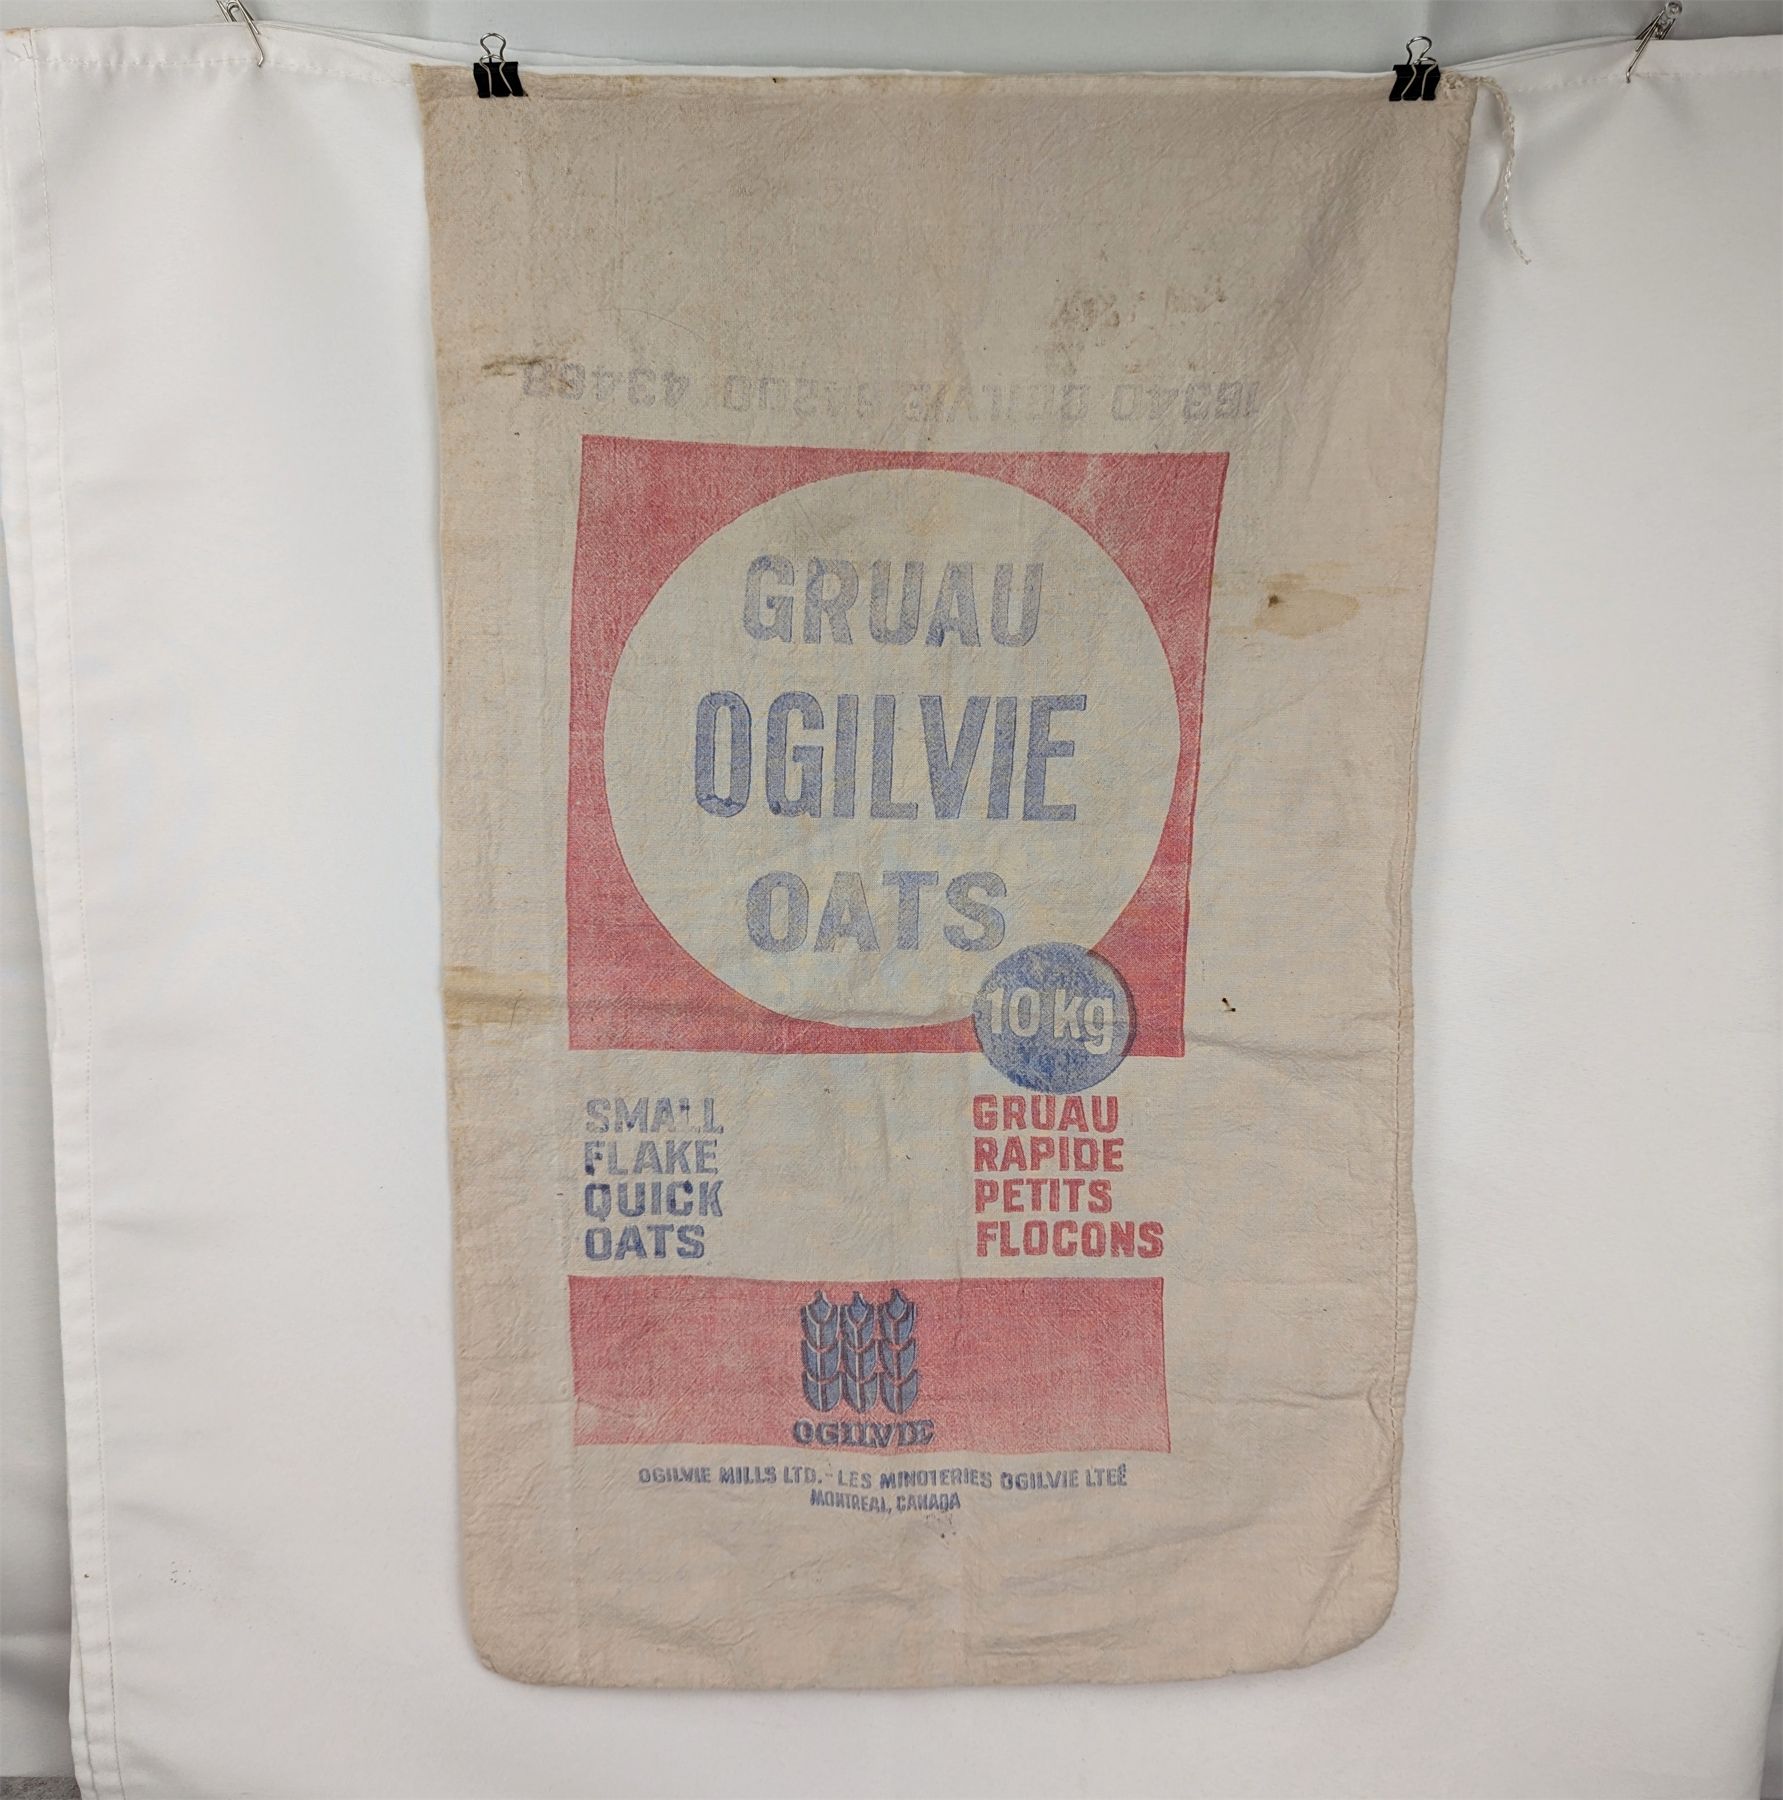 GRUAU
OGILVIE
OATS
10 kg
SMALL
FLAKE
QUICK
OATS
GRUAU
RAPIDE
PETITS
FLOCONS
OGILVIE
OGILVIE MILLS LTD.-LES MINOTERIES OGILVIE LTEÉ
MONTREAL, CANADA